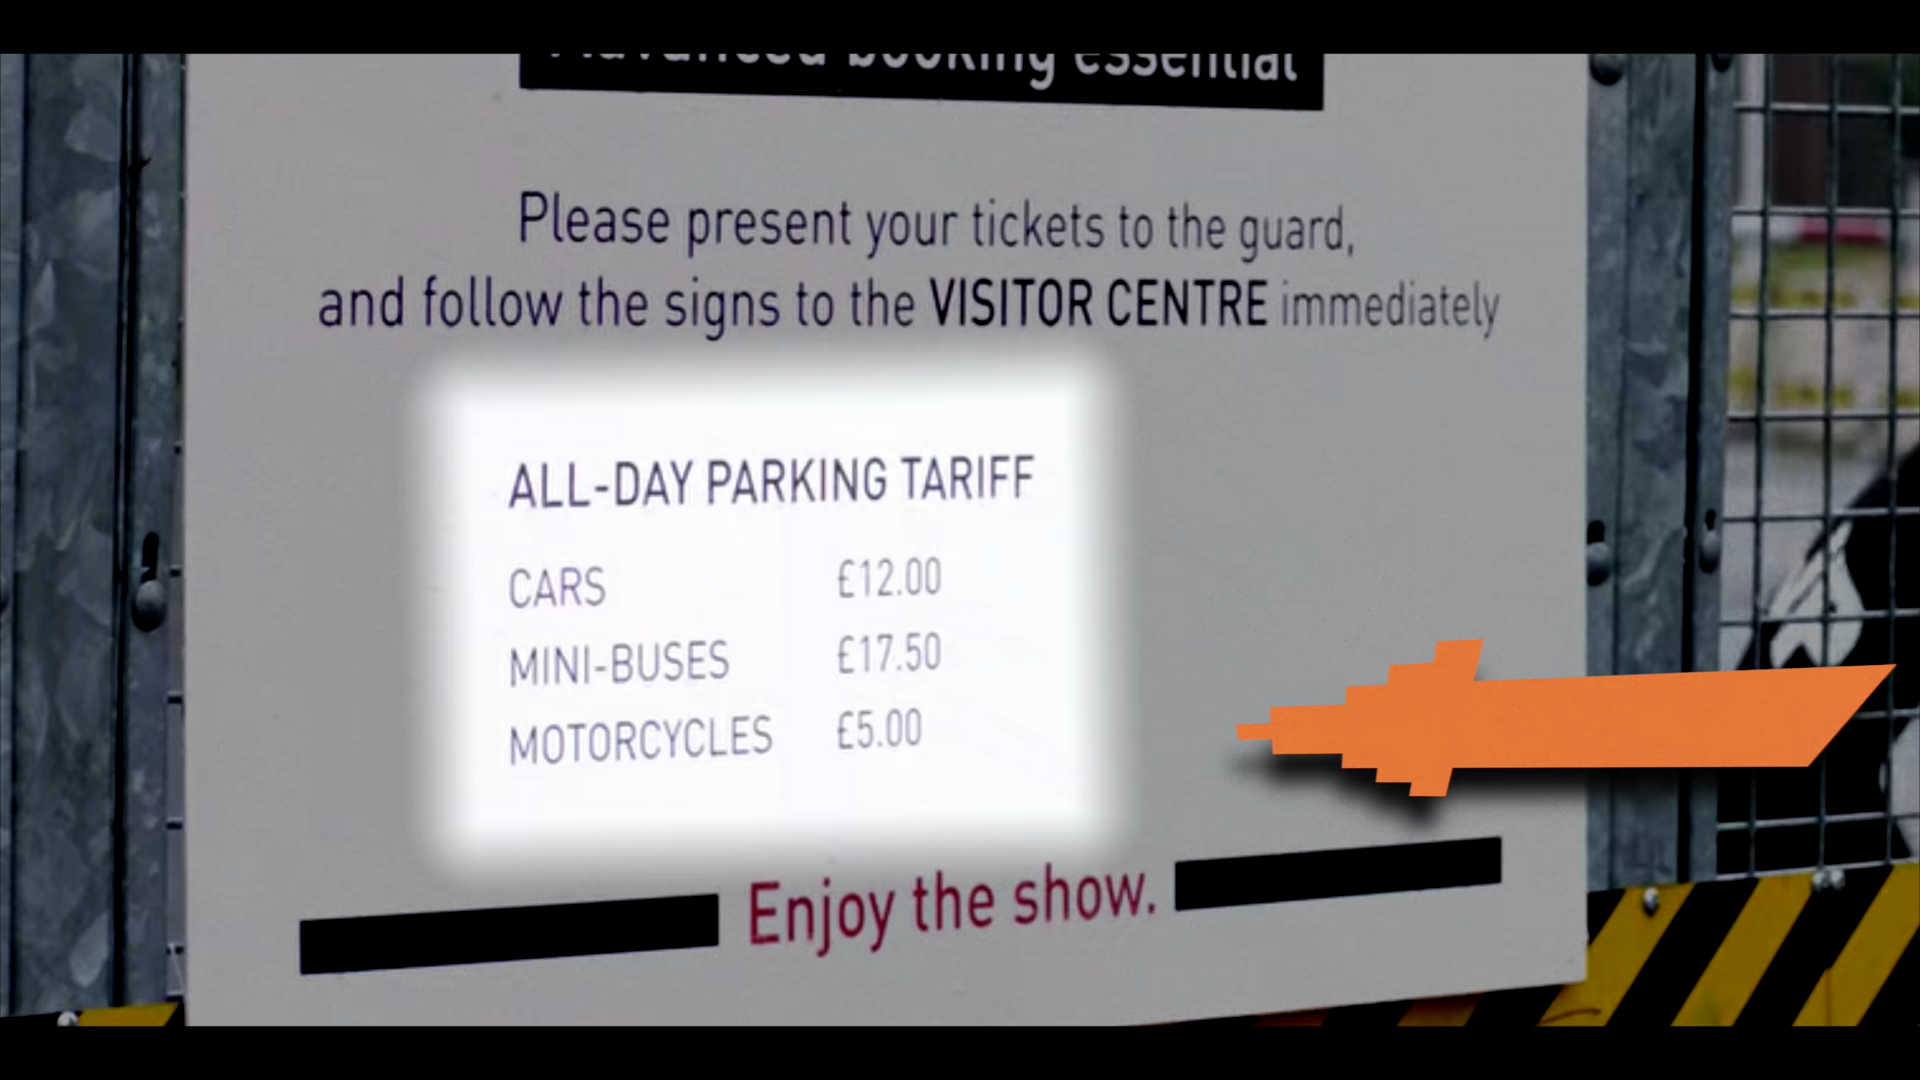 Advanced booking essential
Please present your tickets to the guard,
and follow the signs to the VISITOR CENTRE immediately
ALL-DAY PARKING TARIFF
CARS £12.00
MINI-BUSES £17.50
MOTORCYCLES £5.00
Enjoy the show.